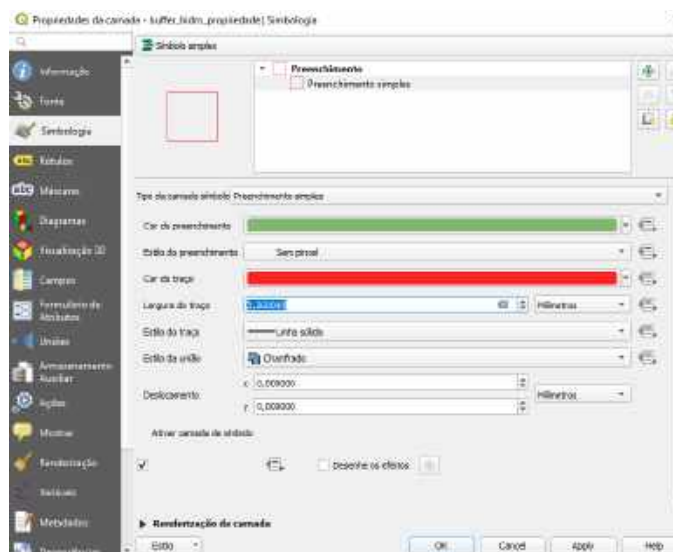 Propriedades da camada - buffer_hidro_propriedade | Simbologia
Símbolo simples
Informação
Fonte
Simbologia
Rótulos
Máscaras
Diagramas
Visualização 3D
Campos
Formulário de
Atributos
Uniões
Armazenamento
Auxiliar
Ações
Mostrar
Renderização
Variáveis
Metadados
Preenchimento
Preenchimento simples
Tipo da camada símbolo Preenchimento simples
Cor do preenchimento
Estilo do preenchimento Sem pincel
Cor do traço
Largura do traço Milímetros
Estilo do traço Linha sólida
Estilo da união Chanfrado
Deslocamento
x 0,000000
y 0,000000
Milímetros
Ativar camada de símbolo
Desenhe os efeitos
Renderização da camada
Estilo OK Cancel Apply Help